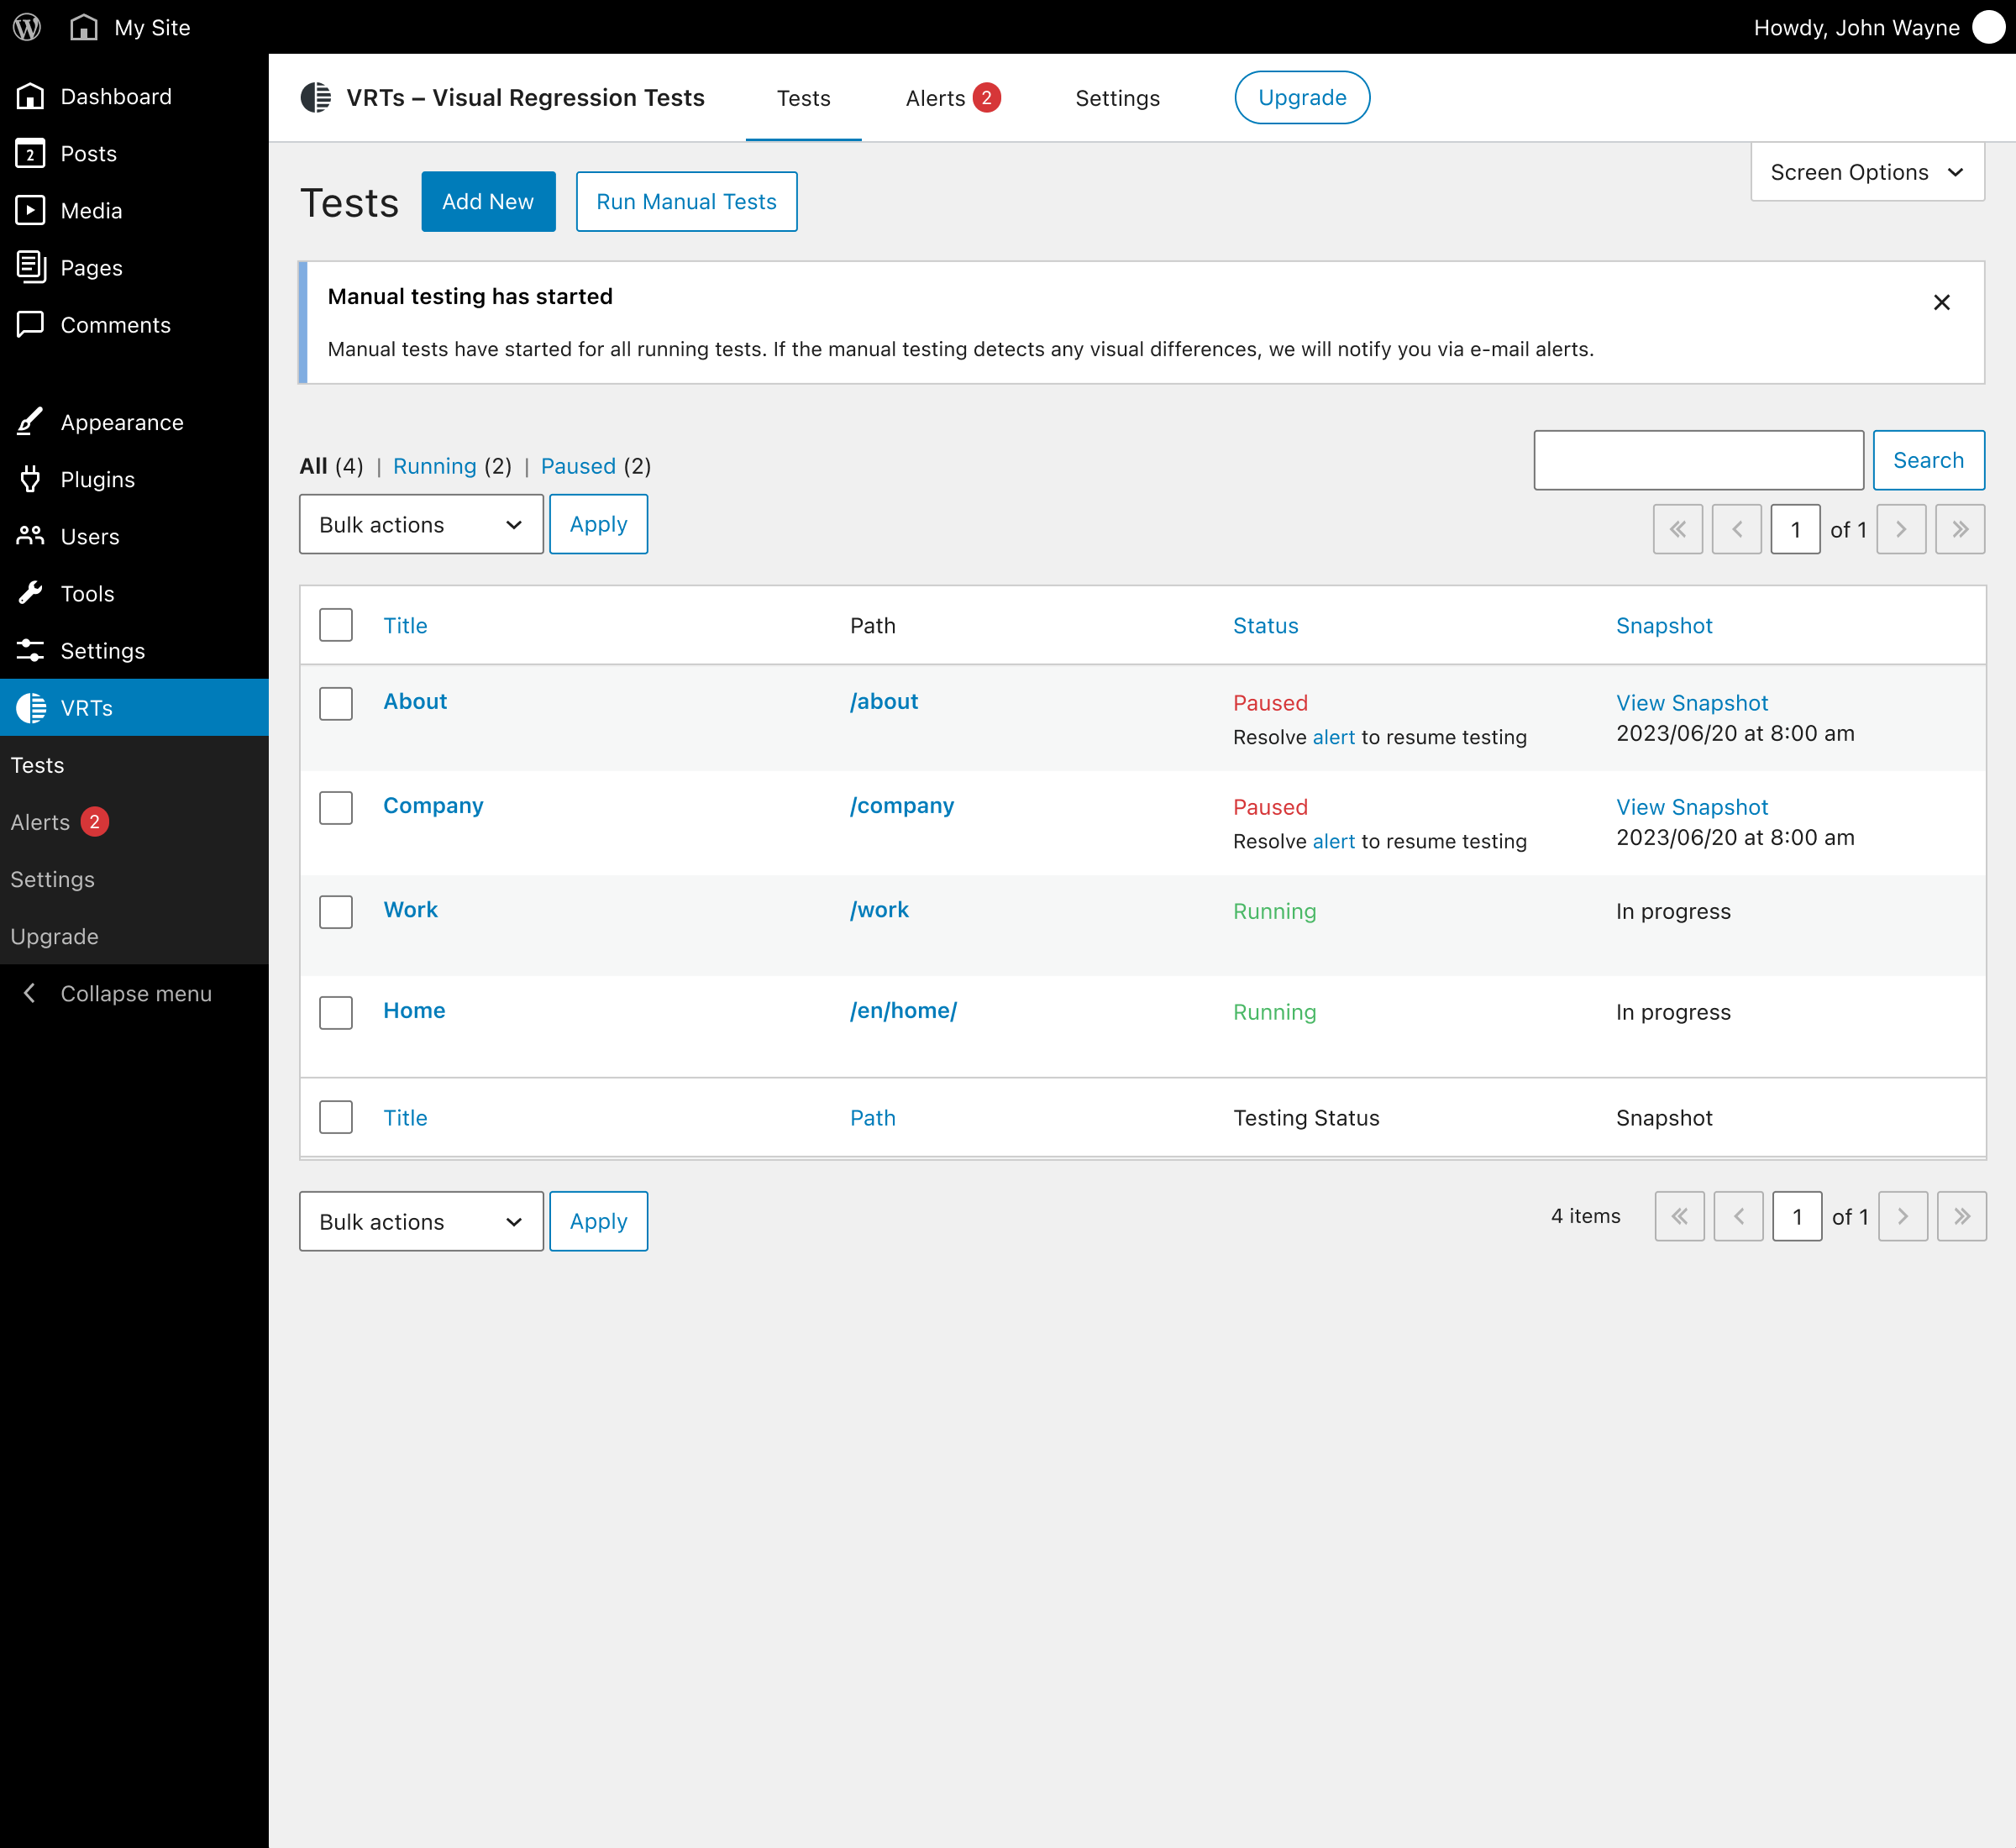 My Site
Howdy, John Wayne
Dashboard
2 Posts
Media
Pages
Comments
Appearance
Plugins
Users
Tools
Settings
VRTs
Tests
Alerts 2
Settings
Upgrade
Collapse menu
VRTs – Visual Regression Tests
Tests
Alerts 2
Settings
Upgrade
Screen Options
Tests
Add New
Run Manual Tests
Manual testing has started
Manual tests have started for all running tests. If the manual testing detects any visual differences, we will notify you via e-mail alerts.
All (4) | Running (2) | Paused (2)
Search
Bulk actions
Apply
1 of 1
Title Path Status Snapshot
About /about Paused View Snapshot
Resolve alert to resume testing 2023/06/20 at 8:00 am
Company /company Paused View Snapshot
Resolve alert to resume testing 2023/06/20 at 8:00 am
Work /work Running In progress
Home /en/home/ Running In progress
Title Path Testing Status Snapshot
Bulk actions
Apply
4 items
1 of 1